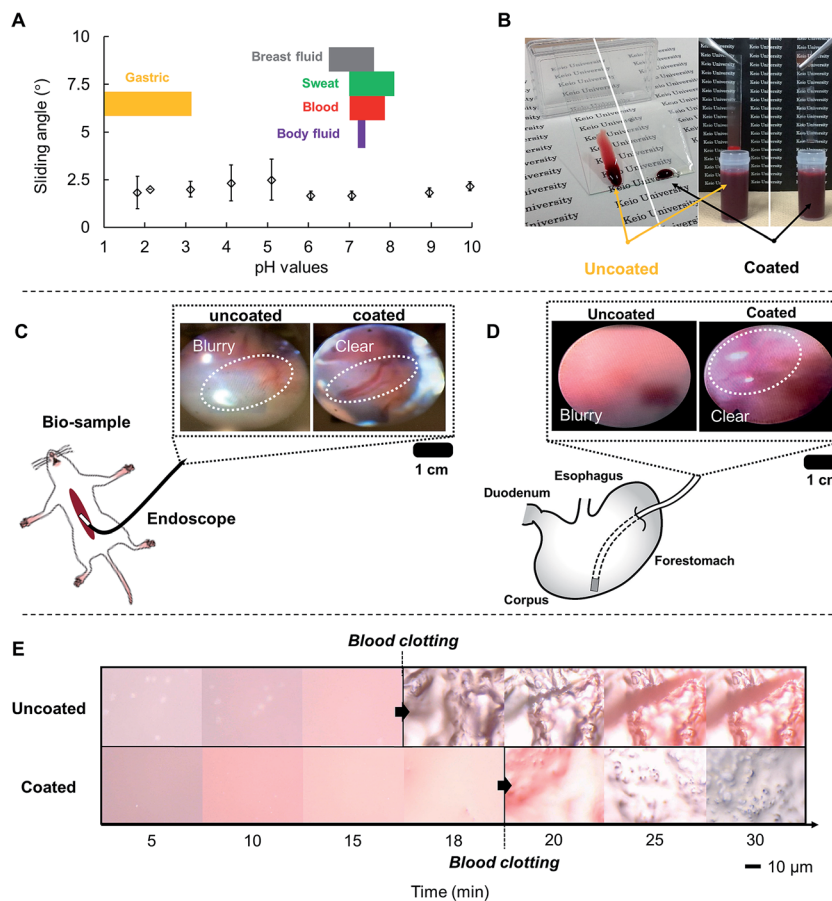 A
Sliding angle (°)
10
7.5
5
2.5
0
Gastric
Breast fluid
Sweat
Blood
Body fluid
1
2
3
4
5
6
7
8
9
10
pH values
B
Keio University
Uncoated
Coated
C
uncoated
coated
Blurry
Clear
1 cm
Bio-sample
Endoscope
D
Uncoated
Coated
Blurry
Clear
1 cm
Esophagus
Duodenum
Forestomach
Corpus
E
Blood clotting
Uncoated
Coated
5
10
15
18
20
25
30
Blood clotting
10 µm
Time (min)